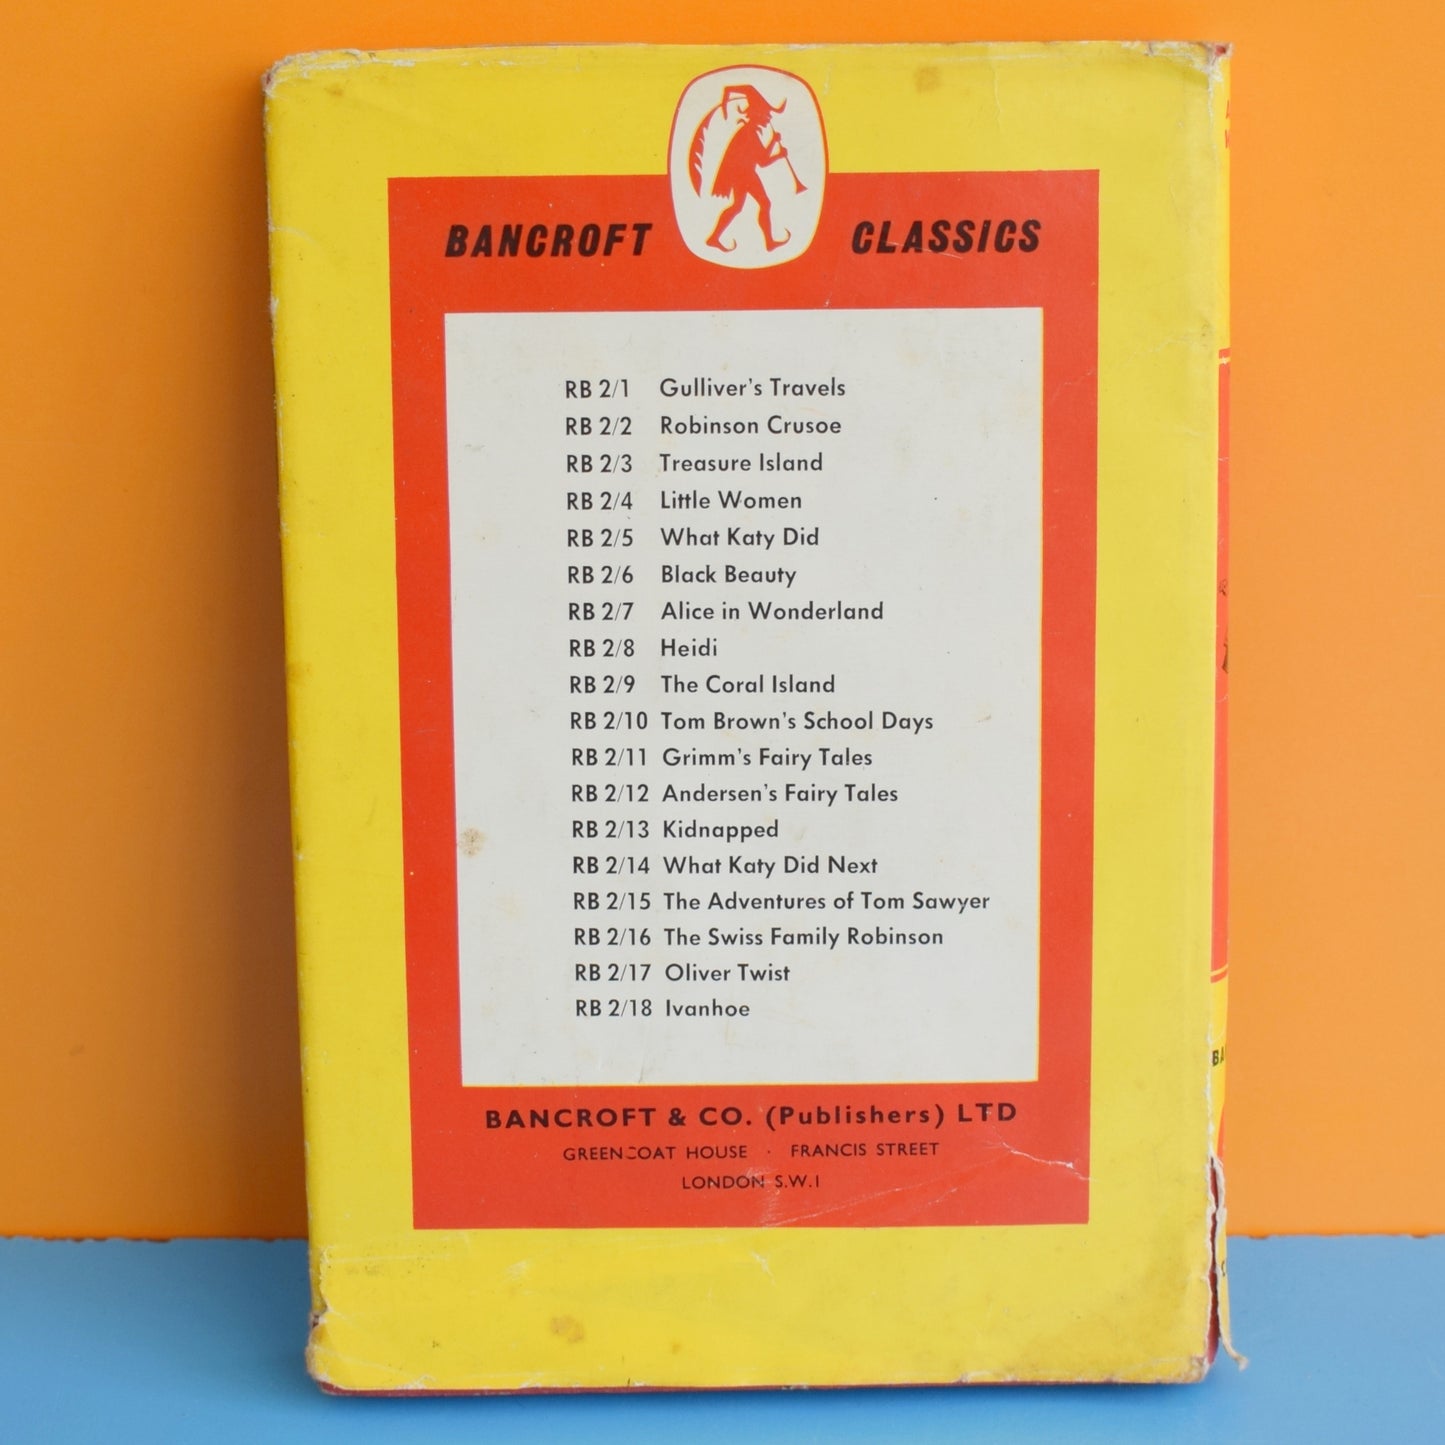 BANCROFT CLASSICS
RB 2/1 Gulliver's Travels
RB 2/2 Robinson Crusoe
RB 2/3 Treasure Island
RB 2/4 Little Women
RB 2/5 What Katy Did
RB 2/6 Black Beauty
RB 2/7 Alice in Wonderland
RB 2/8 Heidi
RB 2/9 The Coral Island
RB 2/10 Tom Brown's School Days
RB 2/11 Grimm's Fairy Tales
RB 2/12 Andersen's Fairy Tales
RB 2/13 Kidnapped
RB 2/14 What Katy Did Next
RB 2/15 The Adventures of Tom Sawyer
RB 2/16 The Swiss Family Robinson
RB 2/17 Oliver Twist
RB 2/18 Ivanhoe
BANCROFT & CO. (Publishers) LTD
GREENCOAT HOUSE · FRANCIS STREET
LONDON S.W.1